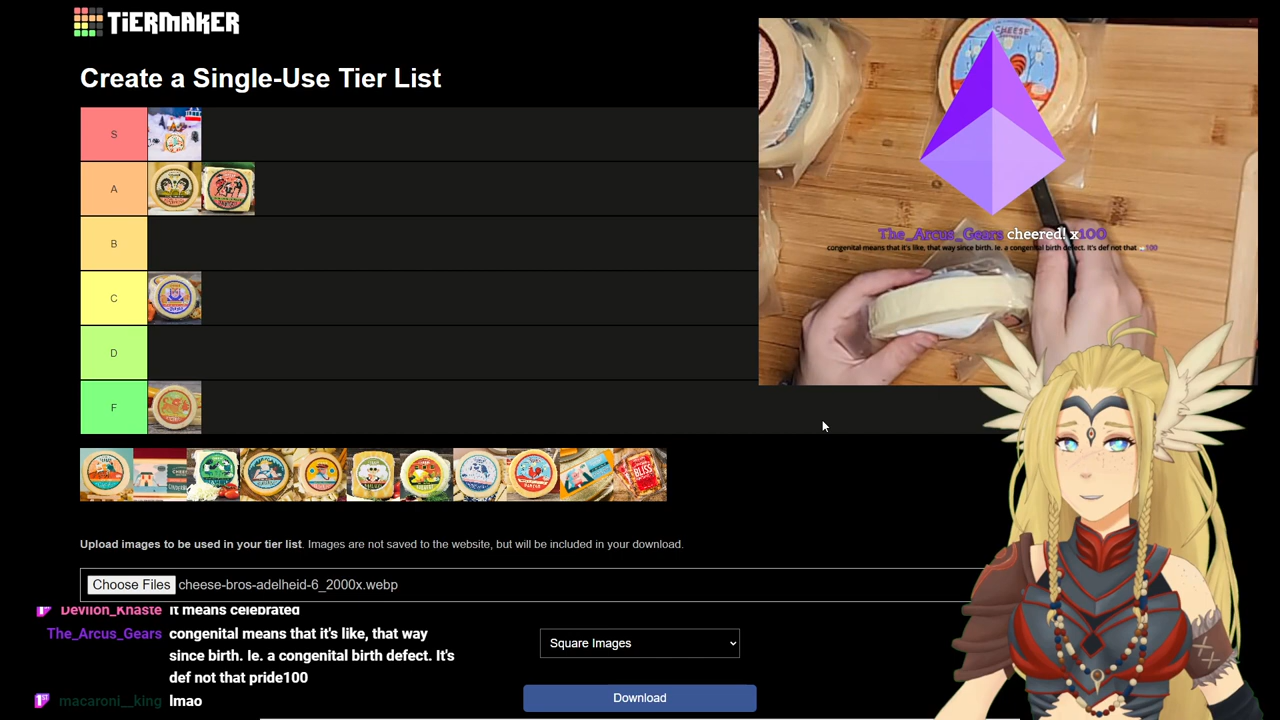 TiERMAKER
Create a Single-Use Tier List
S
A
B
C
D
F
CHEESE
The_Arcus_Gears cheered! x100
congenital means that it's like, that way since birth. Ie. a congenital birth defect. It's def not that 100
BLISS
Upload images to be used in your tier list. Images are not saved to the website, but will be included in your download.
Choose Files cheese-bros-adelheid-6_2000x.webp
Devilon_Khaste It means celebrated
The_Arcus_Gears congenital means that it's like, that way
since birth. Ie. a congenital birth defect. It's
def not that pride100
macaroni__king lmao
Square Images
Download